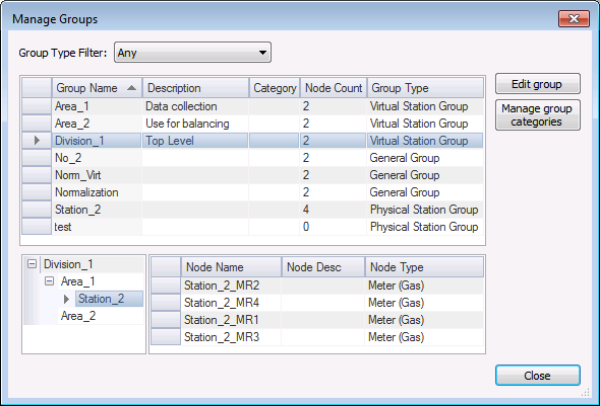 Manage Groups
Group Type Filter: Any
Group Name Description Category Node Count Group Type
Area_1 Data collection 2 Virtual Station Group
Area_2 Use for balancing 2 Virtual Station Group
Division_1 Top Level 2 Virtual Station Group
No_2 2 General Group
Norm_Virt 2 General Group
Normalization 2 General Group
Station_2 4 Physical Station Group
test 0 Physical Station Group
Edit group
Manage group
categories
Division_1
Area_1
Station_2
Area_2
Node Name Node Desc Node Type
Station_2_MR2 Meter (Gas)
Station_2_MR4 Meter (Gas)
Station_2_MR1 Meter (Gas)
Station_2_MR3 Meter (Gas)
Close